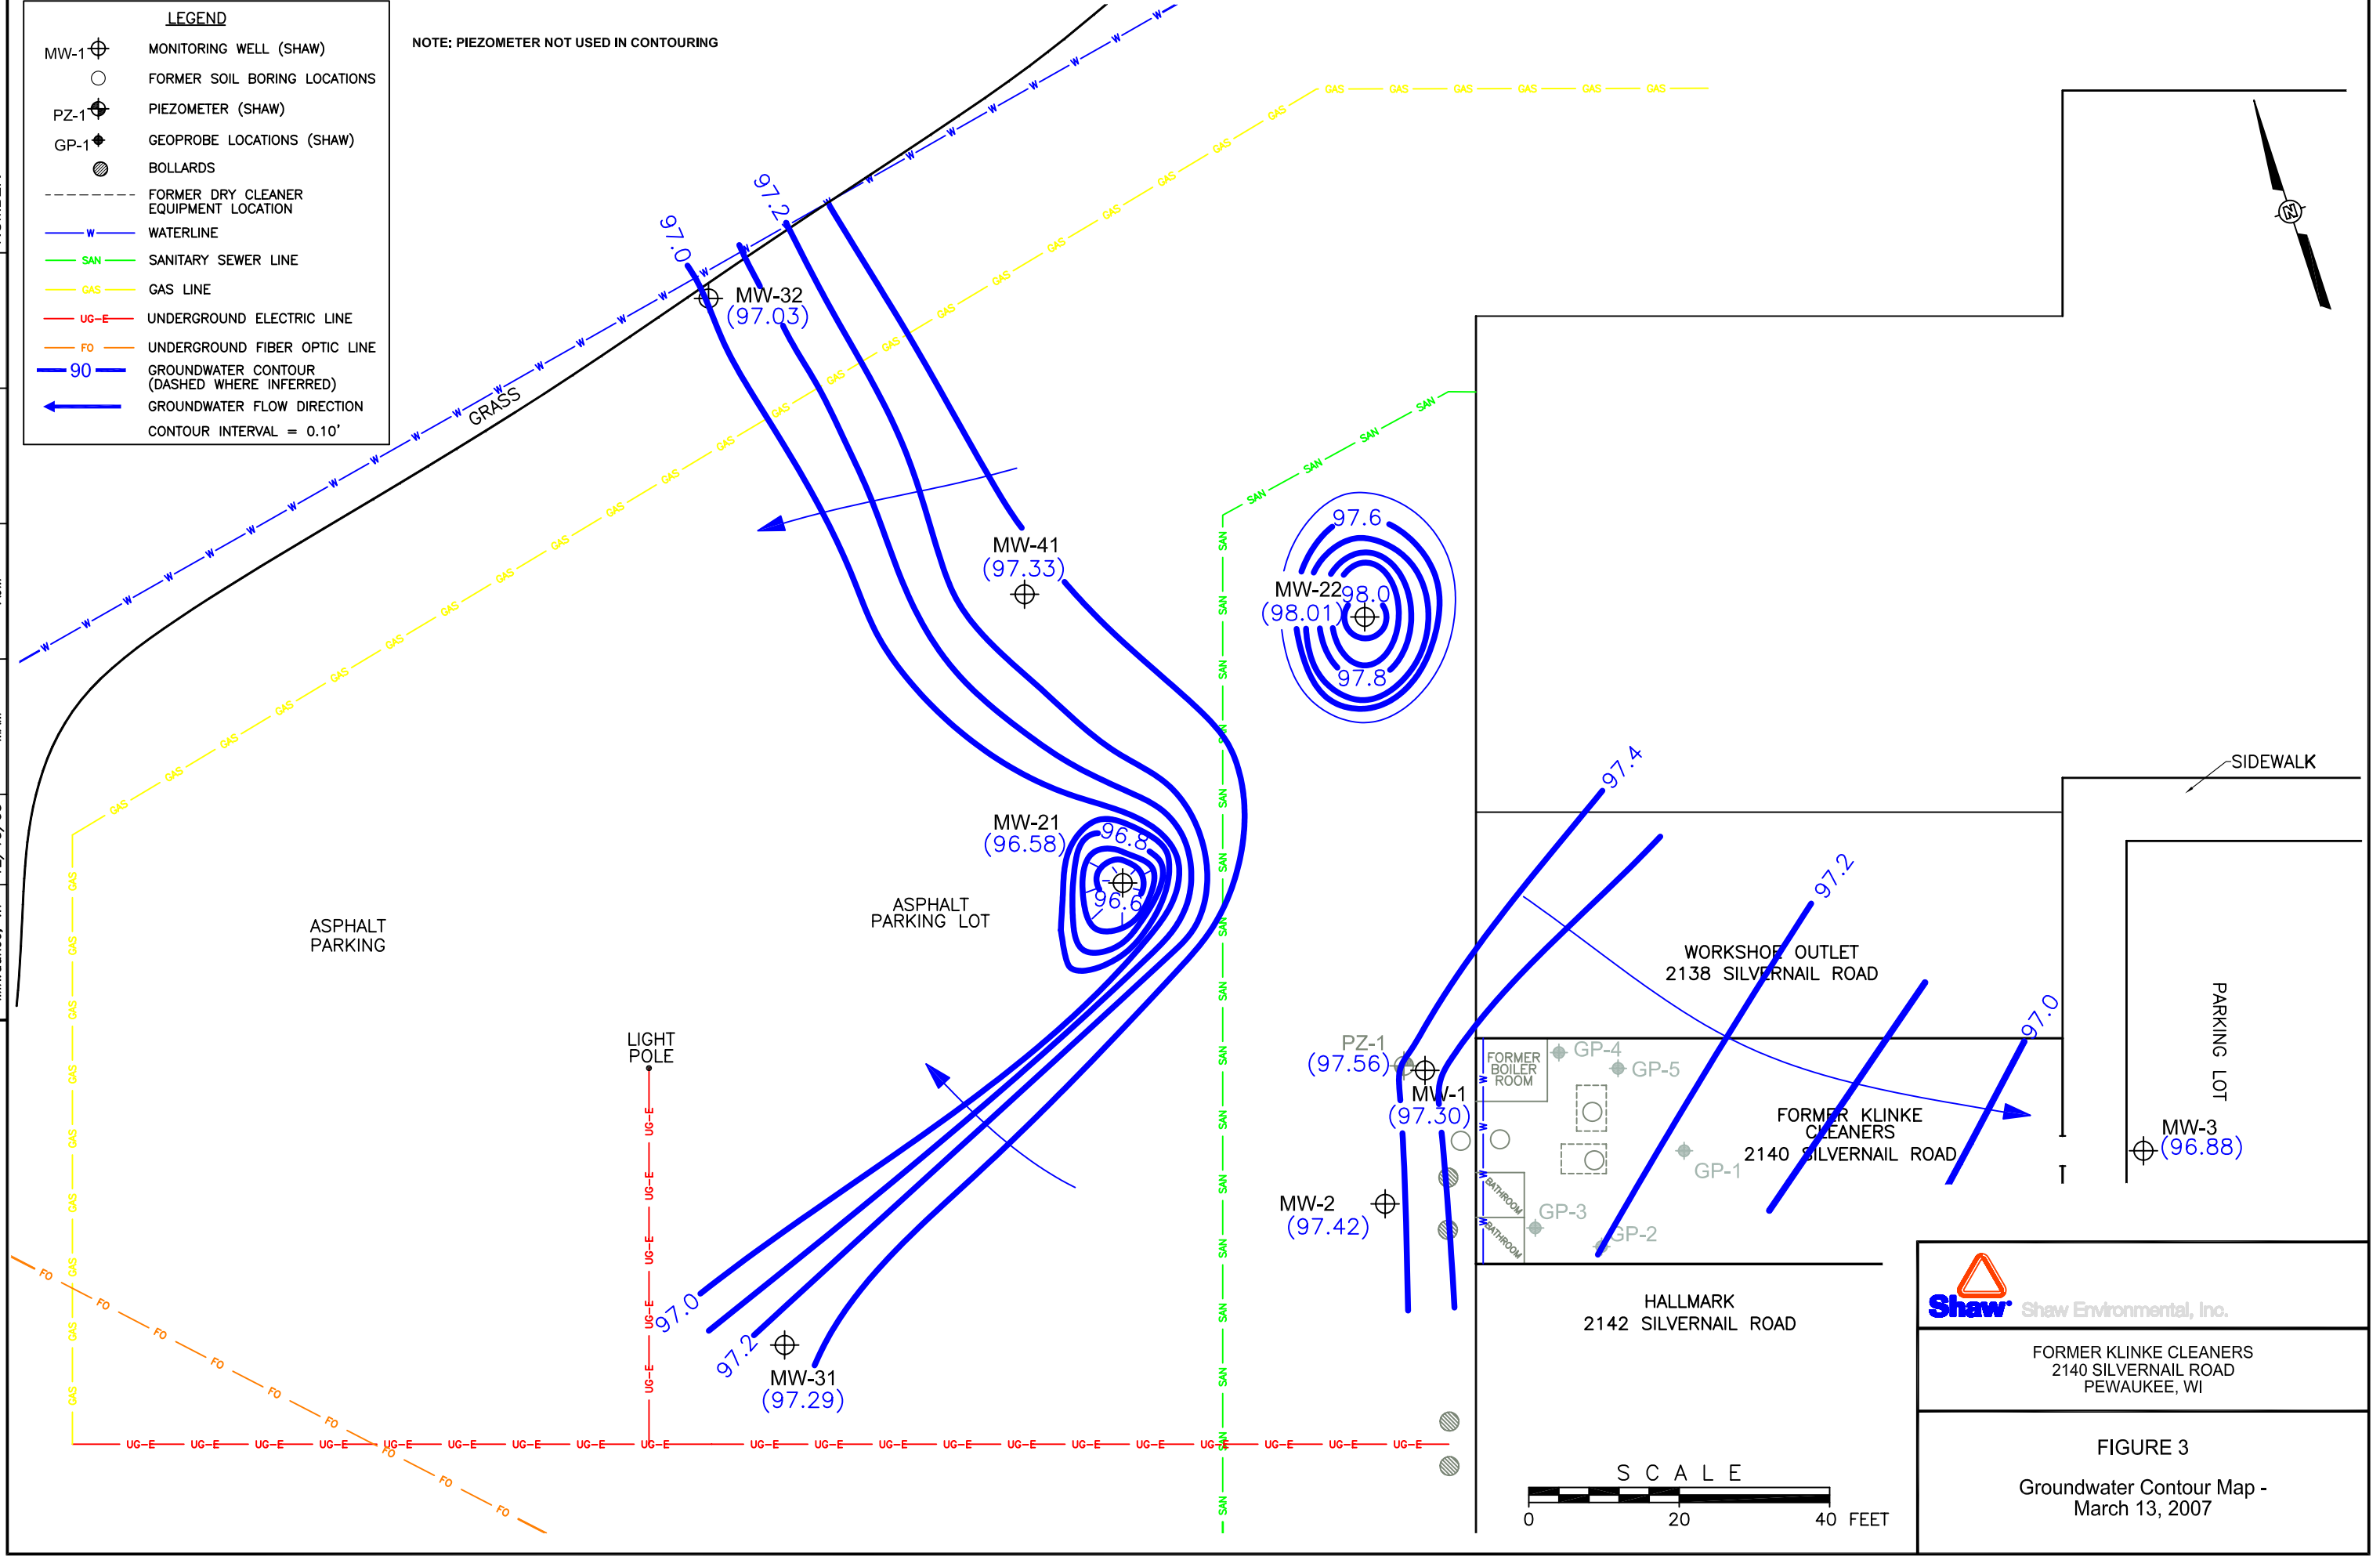 LEGEND
MW-1 MONITORING WELL (SHAW)
FORMER SOIL BORING LOCATIONS
PZ-1 PIEZOMETER (SHAW)
GP-1 GEOPROBE LOCATIONS (SHAW)
BOLLARDS
FORMER DRY CLEANER
EQUIPMENT LOCATION
W WATERLINE
SAN SANITARY SEWER LINE
GAS GAS LINE
UG-E UNDERGROUND ELECTRIC LINE
FO UNDERGROUND FIBER OPTIC LINE
90 GROUNDWATER CONTOUR
(DASHED WHERE INFERRED)
GROUNDWATER FLOW DIRECTION
CONTOUR INTERVAL = 0.10'
NOTE: PIEZOMETER NOT USED IN CONTOURING
N
97.0
97.2
MW-32
(97.03)
GRASS
MW-41
(97.33)
97.6
MW-22
98.0
(98.01)
97.8
97.4
SIDEWALK
MW-21
(96.58)
96.8
96.6
97.2
ASPHALT
PARKING LOT
ASPHALT
PARKING
WORKSHOE OUTLET
2138 SILVERNAIL ROAD
PARKING LOT
97.0
LIGHT
POLE
PZ-1
(97.56)
MW-1
(97.30)
FORMER
BOILER
ROOM
GP-4
GP-5
FORMER KLINKE
CLEANERS
2140 SILVERNAIL ROAD
MW-3
(96.88)
GP-1
MW-2
(97.42)
BATHROOM
BATHROOM
GP-3
GP-2
97.0
97.2
MW-31
(97.29)
HALLMARK
2142 SILVERNAIL ROAD
Shaw Shaw Environmental, Inc.
FORMER KLINKE CLEANERS
2140 SILVERNAIL ROAD
PEWAUKEE, WI
FIGURE 3
Groundwater Contour Map -
March 13, 2007
SCALE
0 20 40 FEET